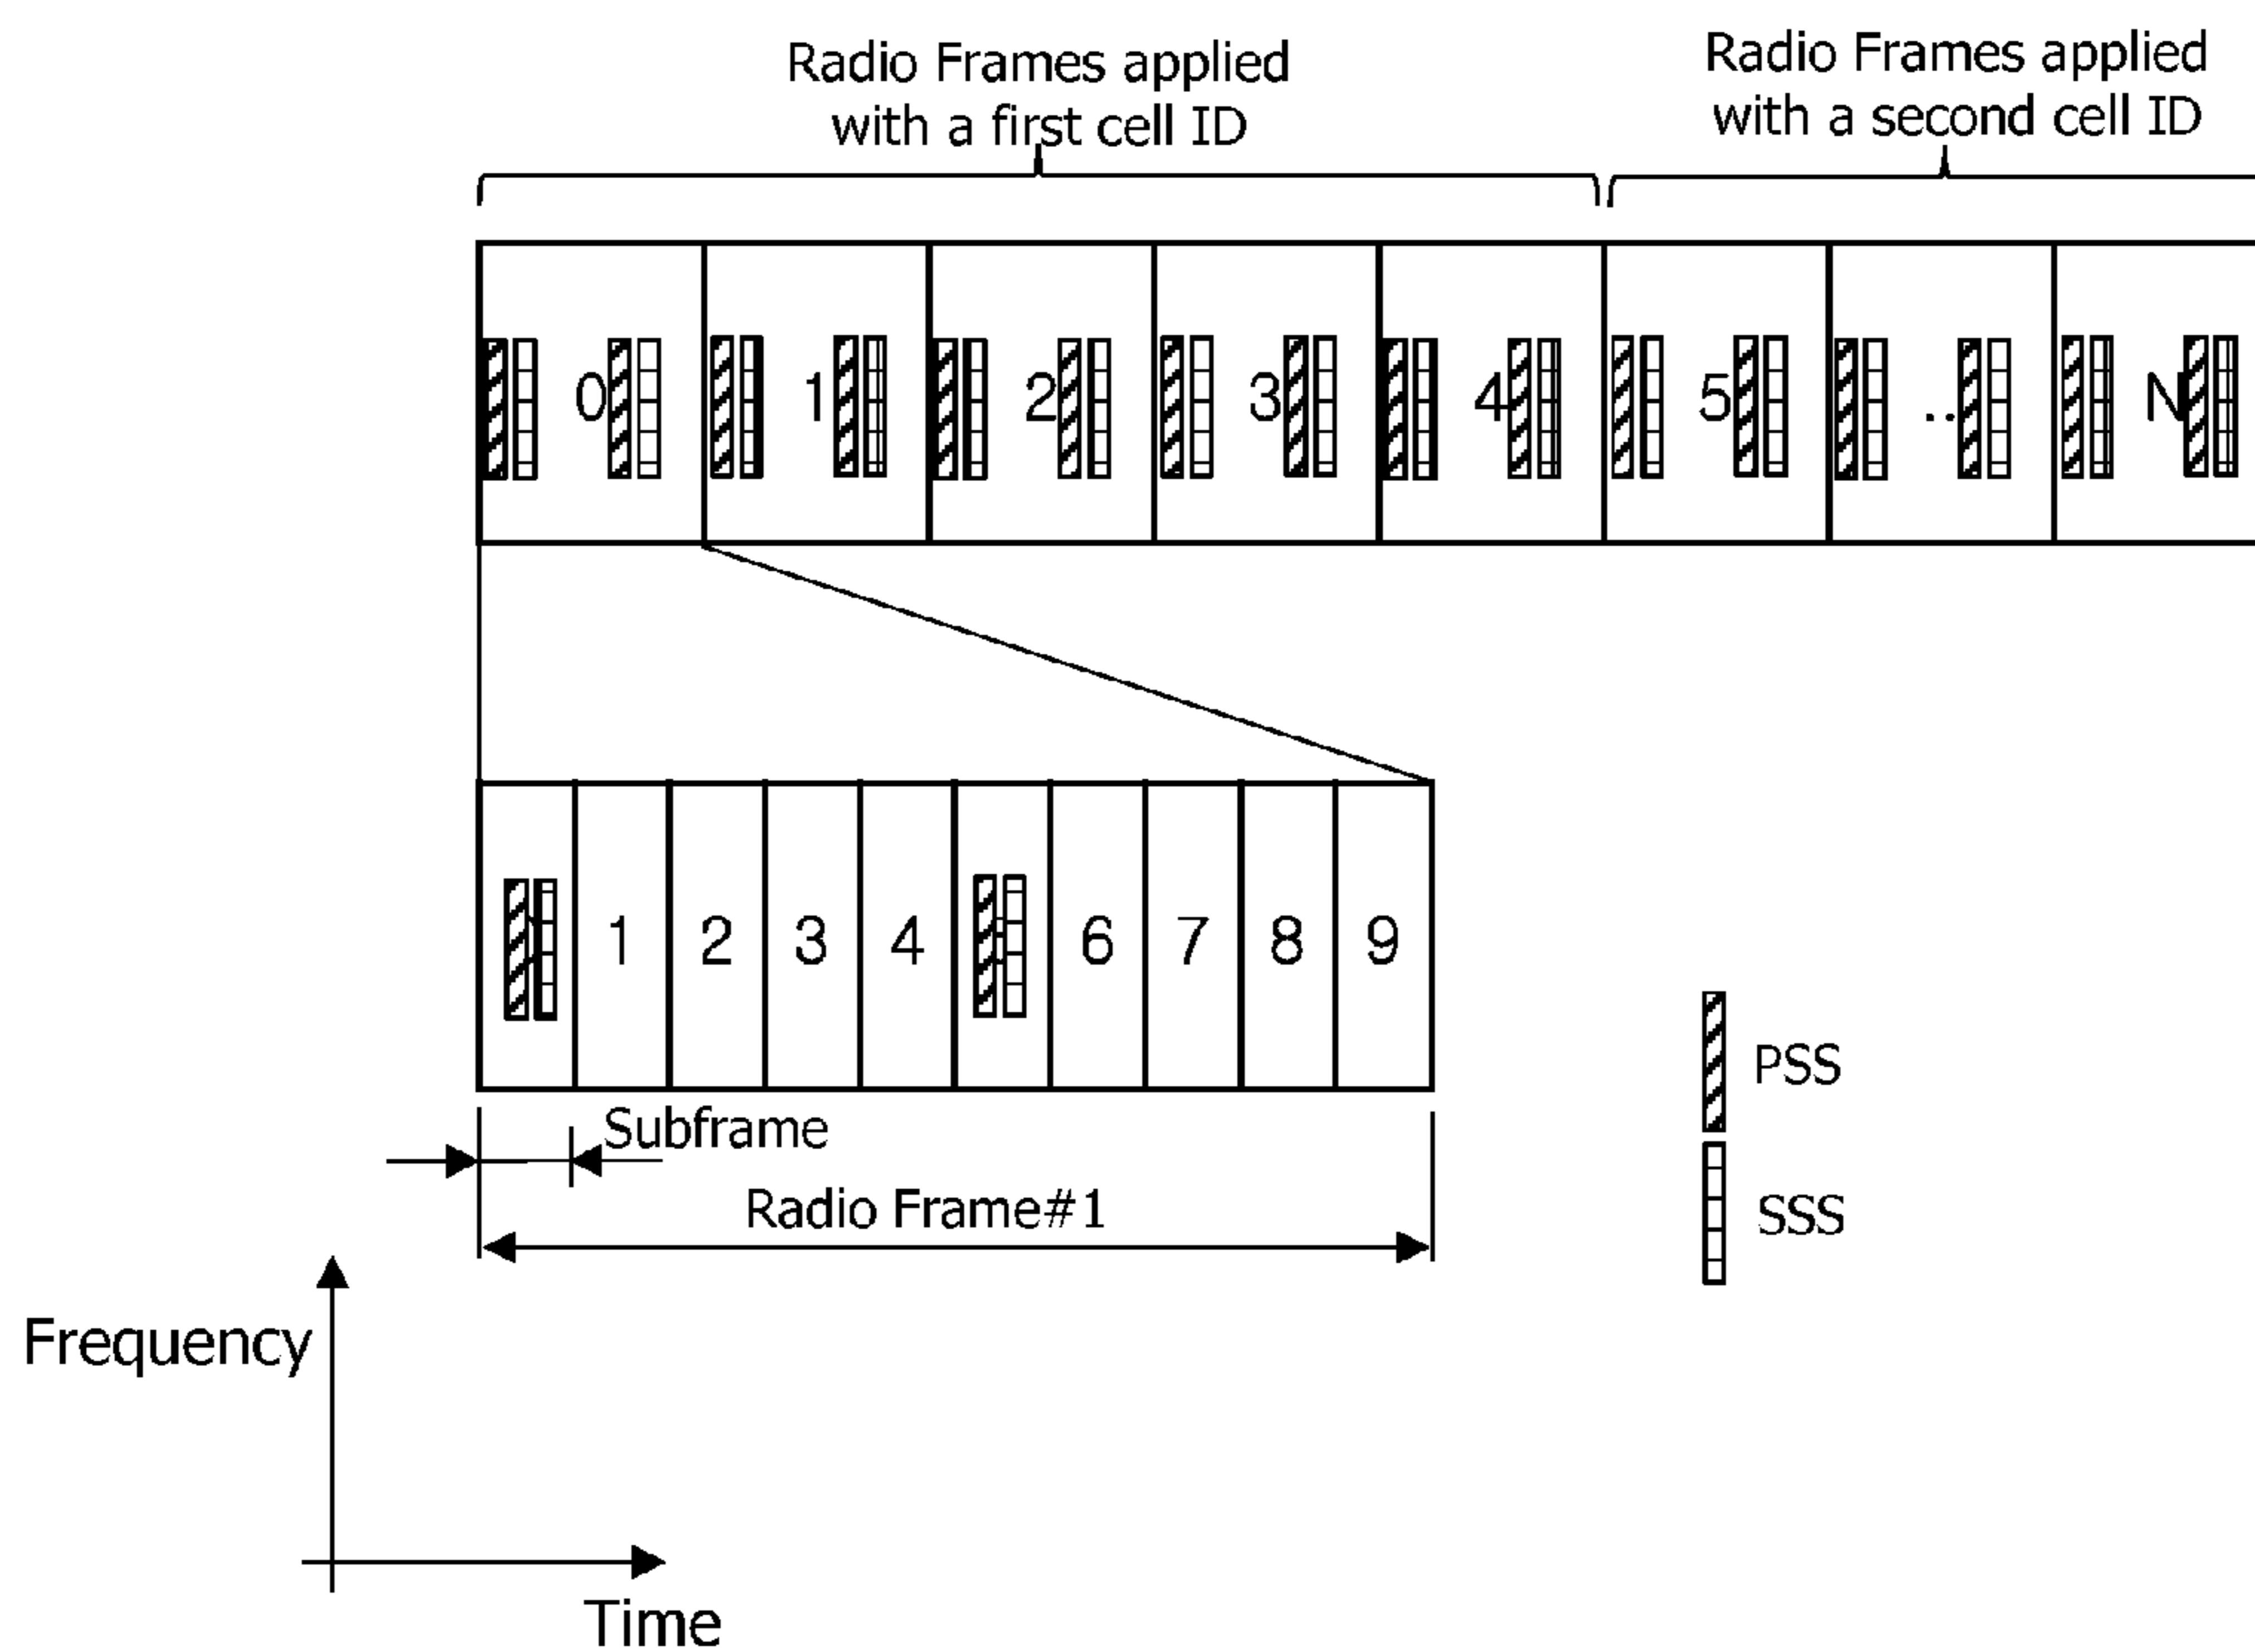 Radio Frames applied
with a first cell ID
Radio Frames applied
with a second cell ID
0 1 2 3 4 5 .. N
1 2 3 4 6 7 8 9
Subframe
Radio Frame#1
PSS
SSS
Frequency
Time